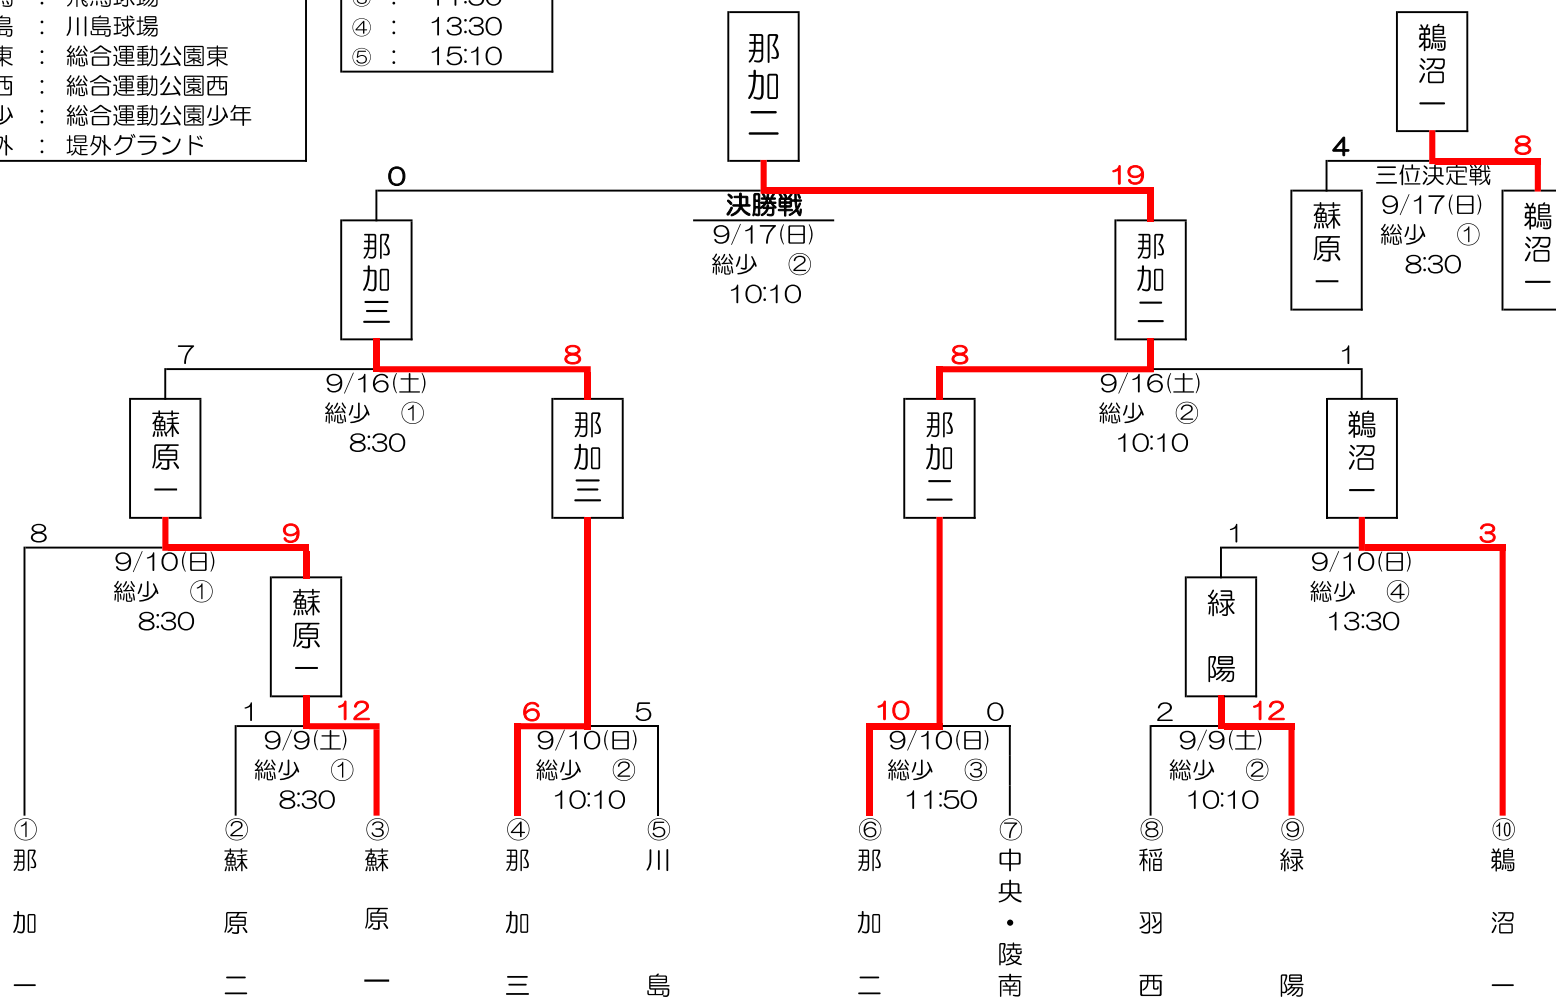 島 : 川島球場
東 : 総合運動公園東
西 : 総合運動公園西
少 : 総合運動公園少年
外 : 堤外グランド
④ : 13:30
⑤ : 15:10
那加二
鵜沼一
0
19
決勝戦
9/17(日)
総少 ②
10:10
4
8
三位決定戦
9/17(日)
総少 ①
8:30
蘇原一
鵜沼一
那加三
那加二
7
8
9/16(土)
総少 ①
8:30
8
1
9/16(土)
総少 ②
10:10
蘇原一
那加三
那加二
鵜沼一
8
9
9/10(日)
総少 ①
8:30
1
3
9/10(日)
総少 ④
13:30
蘇原一
緑陽
1
12
9/9(土)
総少 ①
8:30
6
5
9/10(日)
総少 ②
10:10
10
0
9/10(日)
総少 ③
11:50
2
12
9/9(土)
総少 ②
10:10
① 那加一
② 蘇原二
③ 蘇原一
④ 那加三
⑤ 川島
⑥ 那加二
⑦ 中央・陵南
⑧ 稲羽西
⑨ 緑陽
⑩ 鵜沼一